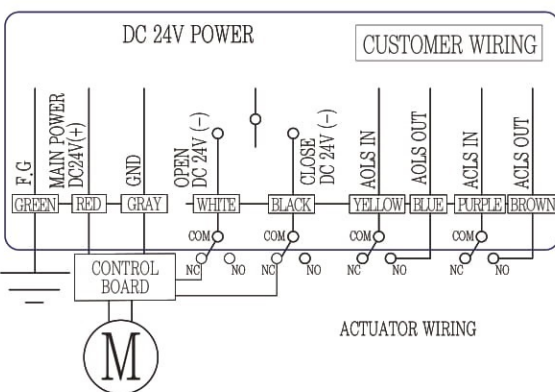 DC 24V POWER
CUSTOMER WIRING
F.G
MAIN POWER
DC24V(+)
GND
OPEN
DC 24V (-)
CLOSE
DC 24V (-)
AOLS IN
AOLS OUT
ACLS IN
ACLS OUT
GREEN
RED
GRAY
WHITE
BLACK
YELLOW
BLUE
PURPLE
BROWN
COM
COM
COM
COM
NC
NO
NC
NO
NC
NO
NC
NO
CONTROL
BOARD
ACTUATOR WIRING
M